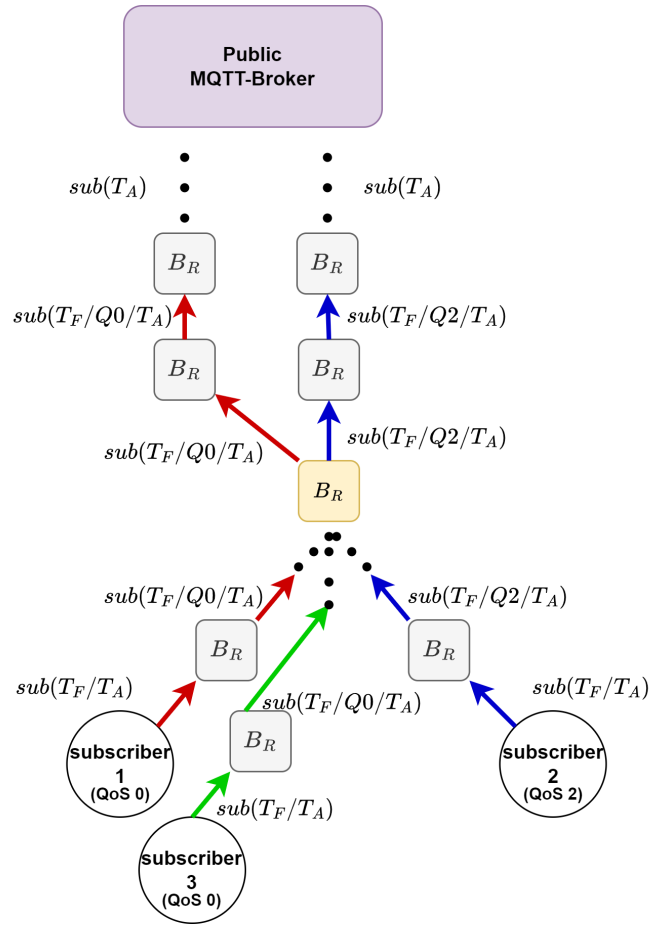 Public
MQTT-Broker
sub(T_A)
sub(T_A)
B_R
B_R
sub(T_F/Q0/T_A)
sub(T_F/Q2/T_A)
B_R
B_R
sub(T_F/Q0/T_A)
sub(T_F/Q2/T_A)
B_R
sub(T_F/Q0/T_A)
sub(T_F/Q2/T_A)
B_R
B_R
sub(T_F/T_A)
sub(T_F/T_A)
sub(T_F/Q0/T_A)
B_R
subscriber
1
(QoS 0)
subscriber
2
(QoS 2)
sub(T_F/T_A)
subscriber
3
(QoS 0)